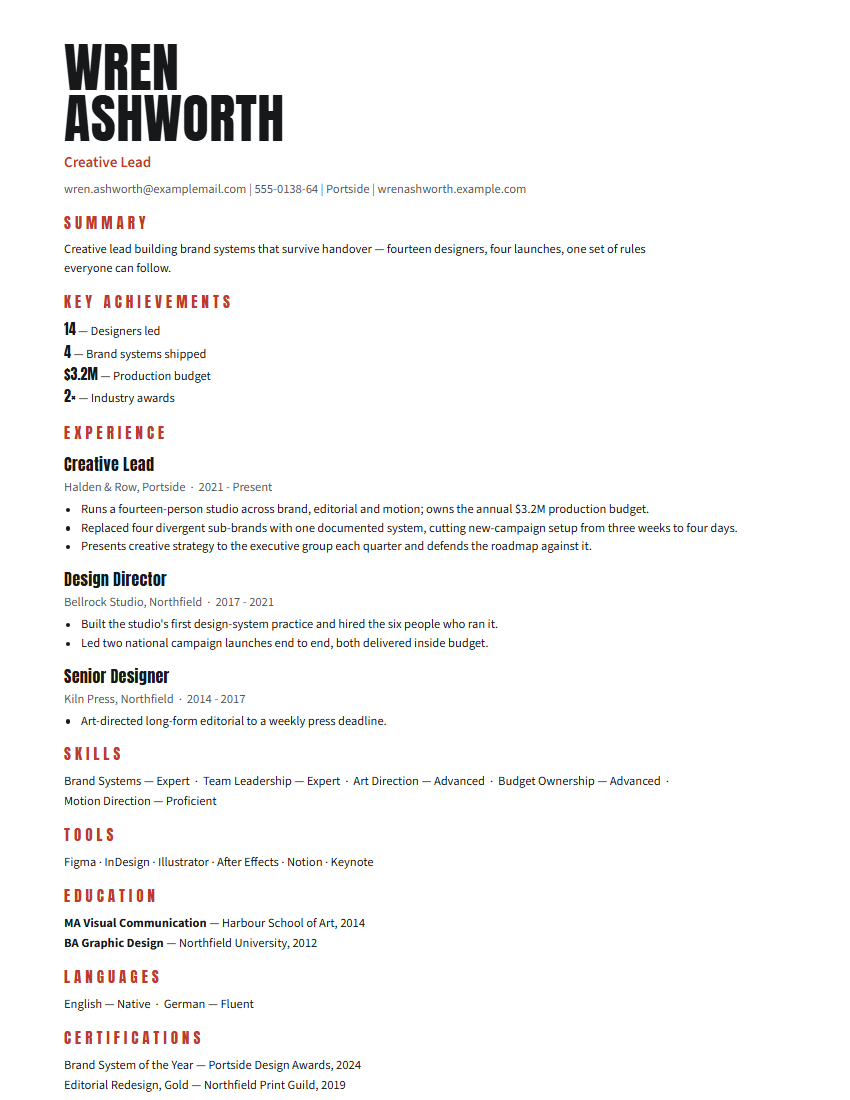 WREN
ASHWORTH
Creative Lead
wren.ashworth@examplemail.com | 555-0138-64 | Portside | wrenashworth.example.com
SUMMARY
Creative lead building brand systems that survive handover — fourteen designers, four launches, one set of rules
everyone can follow.
KEY ACHIEVEMENTS
14 — Designers led
4 — Brand systems shipped
$3.2M — Production budget
2× — Industry awards
EXPERIENCE
Creative Lead
Halden & Row, Portside · 2021 - Present
• Runs a fourteen-person studio across brand, editorial and motion; owns the annual $3.2M production budget.
• Replaced four divergent sub-brands with one documented system, cutting new-campaign setup from three weeks to four days.
• Presents creative strategy to the executive group each quarter and defends the roadmap against it.
Design Director
Bellrock Studio, Northfield · 2017 - 2021
• Built the studio's first design-system practice and hired the six people who ran it.
• Led two national campaign launches end to end, both delivered inside budget.
Senior Designer
Kiln Press, Northfield · 2014 - 2017
• Art-directed long-form editorial to a weekly press deadline.
SKILLS
Brand Systems — Expert · Team Leadership — Expert · Art Direction — Advanced · Budget Ownership — Advanced ·
Motion Direction — Proficient
TOOLS
Figma · InDesign · Illustrator · After Effects · Notion · Keynote
EDUCATION
MA Visual Communication — Harbour School of Art, 2014
BA Graphic Design — Northfield University, 2012
LANGUAGES
English — Native · German — Fluent
CERTIFICATIONS
Brand System of the Year — Portside Design Awards, 2024
Editorial Redesign, Gold — Northfield Print Guild, 2019